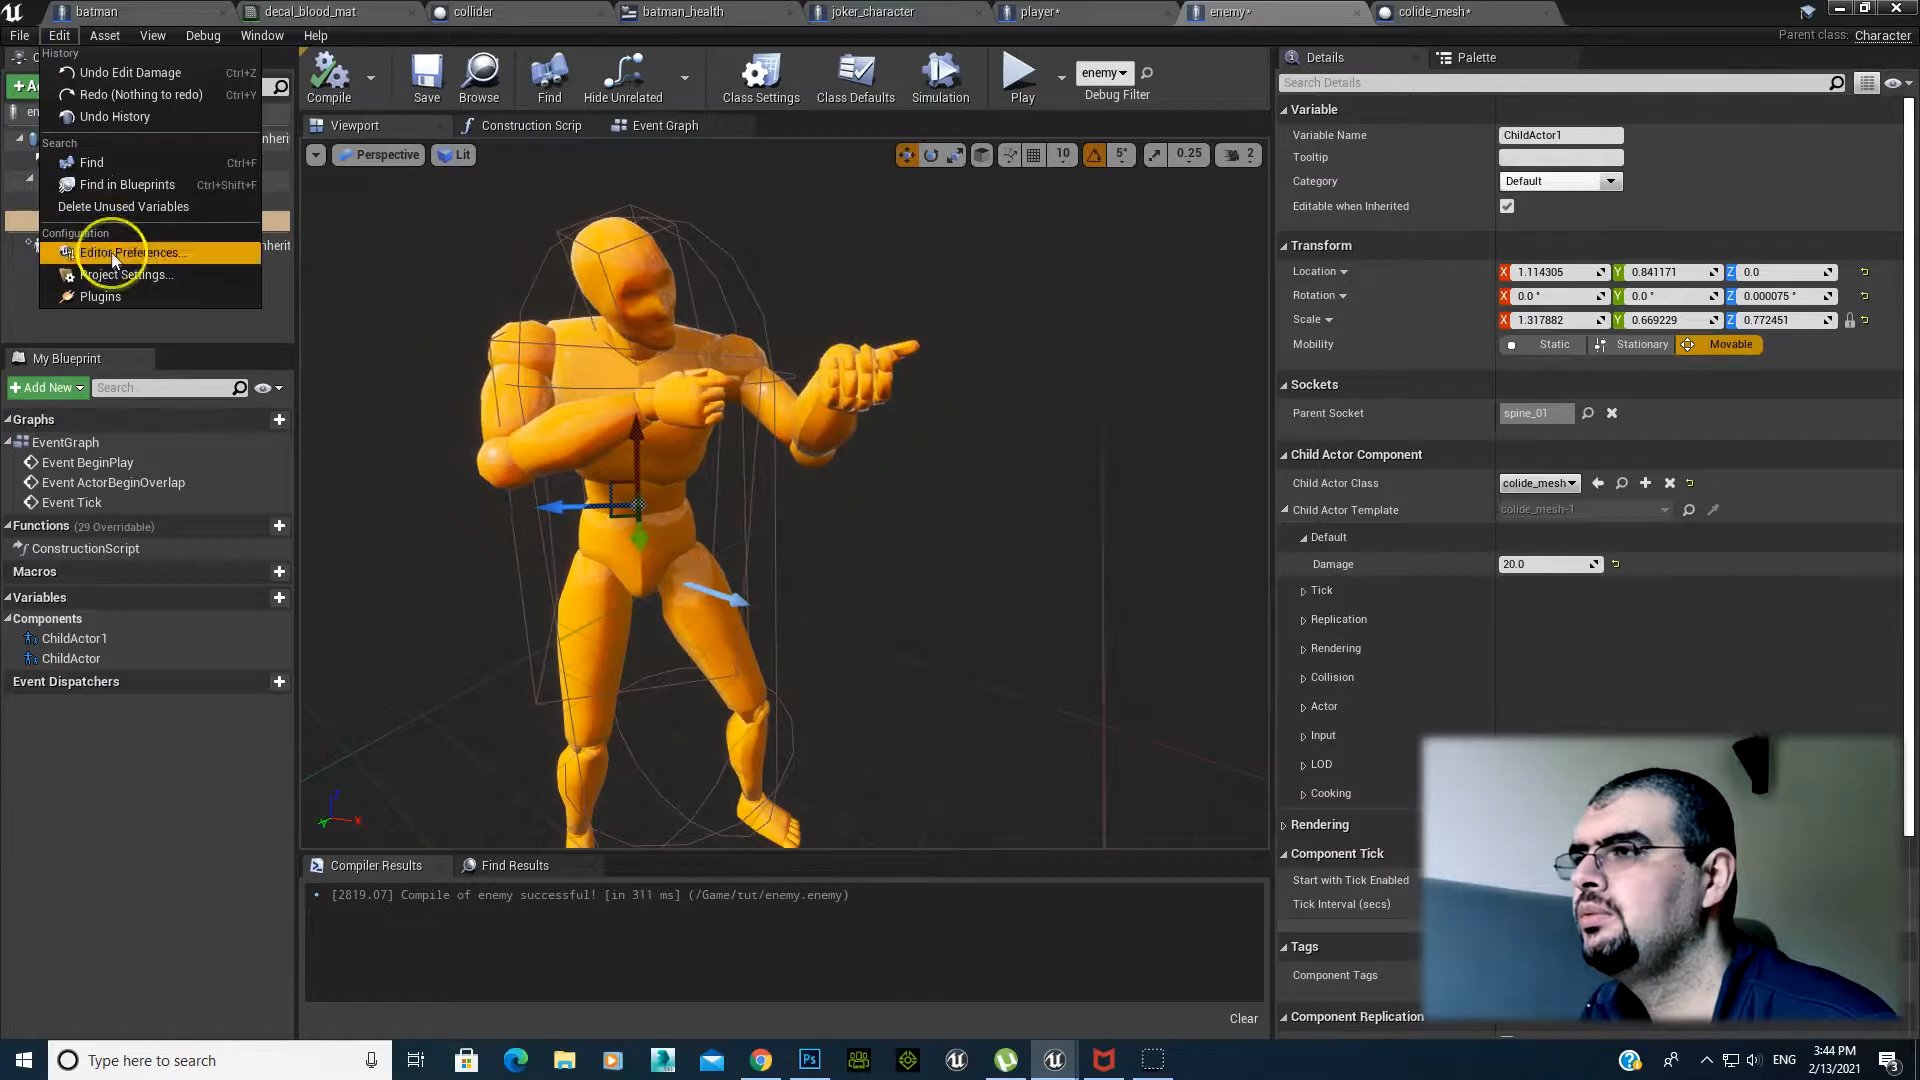 batman
decal_blood_mat
collider
batman_health
joker_character
player*
enemy*
colide_mesh*
File
Edit
Asset
View
Debug
Window
Help
Parent class: Character
History
Undo Edit Damage Ctrl+Z
Redo (Nothing to redo) Ctrl+Y
Undo History
Search
Find Ctrl+F
Find in Blueprints Ctrl+Shift+F
Delete Unused Variables
Configuration
Editor Preferences...
Project Settings...
Plugins
Compile
Save
Browse
Find
Hide Unrelated
Class Settings
Class Defaults
Simulation
Play
enemy
Debug Filter
Viewport
Construction Scrip
Event Graph
Perspective
Lit
10
5°
0.25
2
My Blueprint
Add New
Search
Graphs
EventGraph
Event BeginPlay
Event ActorBeginOverlap
Event Tick
Functions (29 Overridable)
ConstructionScript
Macros
Variables
Components
ChildActor1
ChildActor
Event Dispatchers
Compiler Results
Find Results
[2819.07] Compile of enemy successful! [in 311 ms] (/Game/tut/enemy.enemy)
Clear
Details
Palette
Search Details
Variable
Variable Name ChildActor1
Tooltip
Category Default
Editable when Inherited
Transform
Location X 1.114305 Y 0.841171 Z 0.0
Rotation X 0.0 ° Y 0.0 ° Z 0.000075 °
Scale X 1.317882 Y 0.669229 Z 0.772451
Mobility Static Stationary Movable
Sockets
Parent Socket spine_01
Child Actor Component
Child Actor Class colide_mesh
Child Actor Template colide_mesh-1
Default
Damage 20.0
Tick
Replication
Rendering
Collision
Actor
Input
LOD
Cooking
Rendering
Component Tick
Start with Tick Enabled
Tick Interval (secs)
Tags
Component Tags
Component Replication
Type here to search
Ps
ENG
3:44 PM
2/13/2021
3